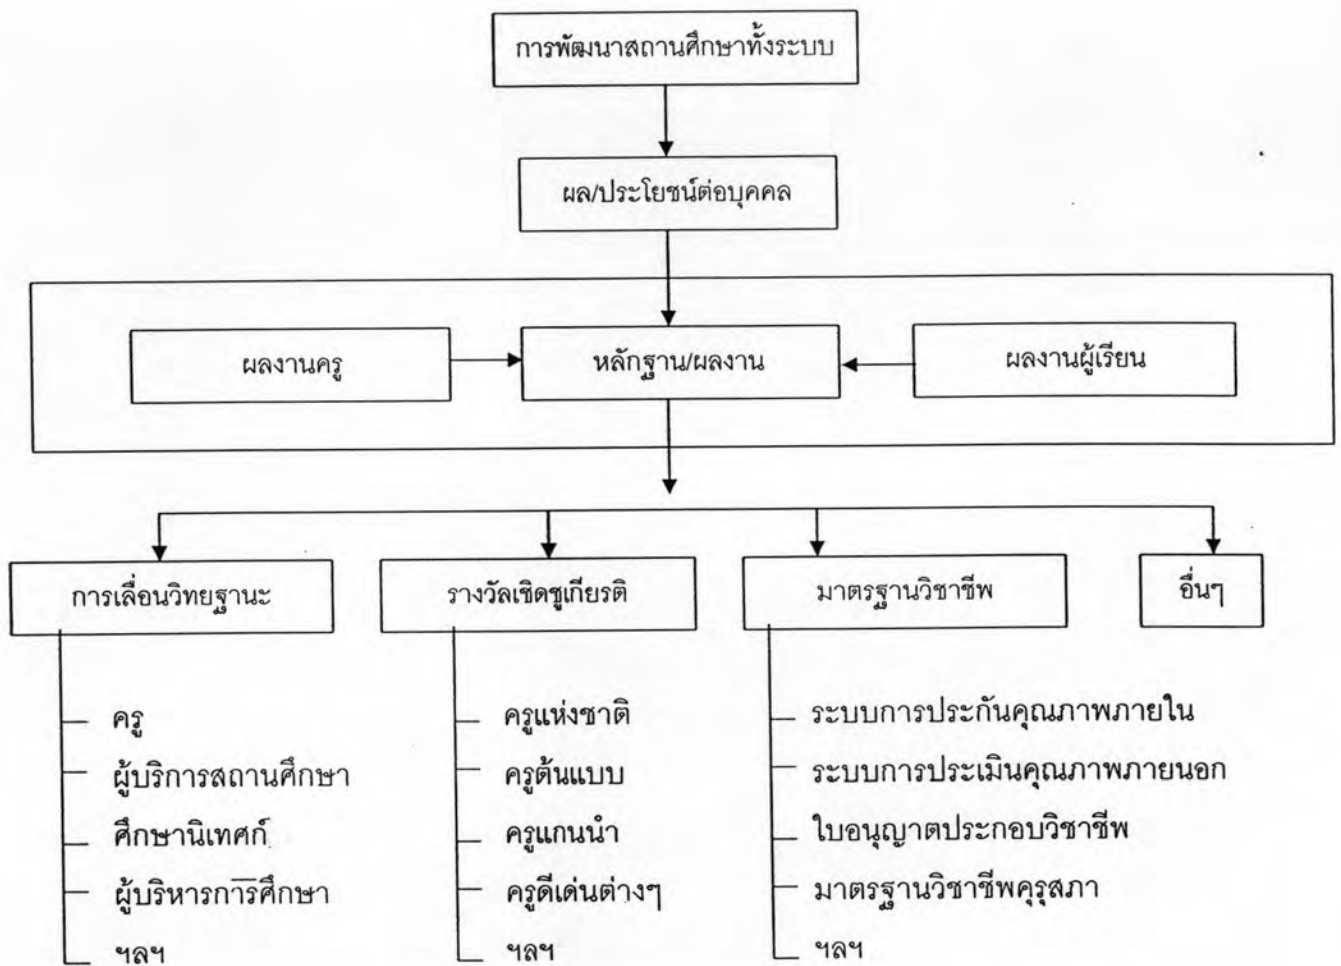 การพัฒนาสถานศึกษาทั้งระบบ
ผล/ประโยชน์ต่อบุคคล
ผลงานครู
หลักฐาน/ผลงาน
ผลงานผู้เรียน
การเลื่อนวิทยฐานะ
รางวัลเชิดชูเกียรติ
มาตรฐานวิชาชีพ
อื่นๆ
ครู
ผู้บริการสถานศึกษา
ศึกษานิเทศก์
ผู้บริหารการศึกษา
ฯลฯ
ครูแห่งชาติ
ครูต้นแบบ
ครูแกนนำ
ครูดีเด่นต่างๆ
ฯลฯ
ระบบการประกันคุณภาพภายใน
ระบบการประเมินคุณภาพภายนอก
ใบอนุญาตประกอบวิชาชีพ
มาตรฐานวิชาชีพคุรุสภา
ฯลฯ